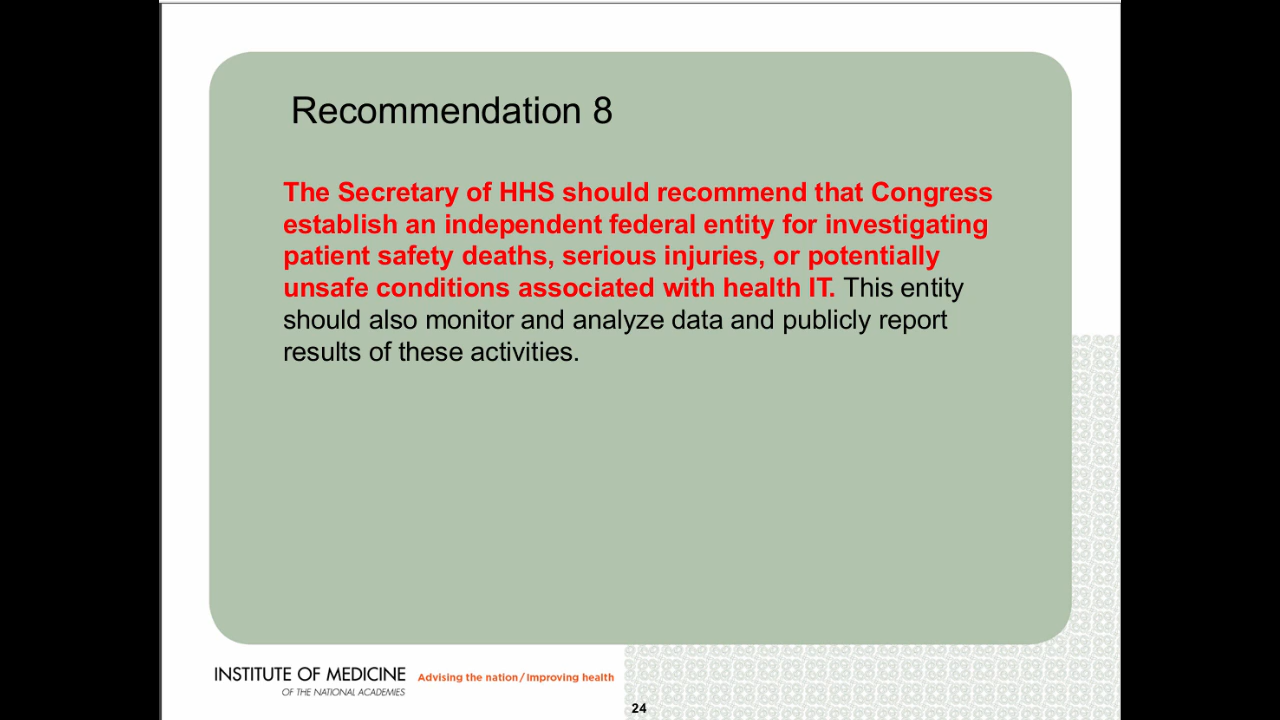 Recommendation 8
The Secretary of HHS should recommend that Congress
establish an independent federal entity for investigating
patient safety deaths, serious injuries, or potentially
unsafe conditions associated with health IT. This entity
should also monitor and analyze data and publicly report
results of these activities.
INSTITUTE OF MEDICINE Advising the nation / Improving health
OF THE NATIONAL ACADEMIES
24